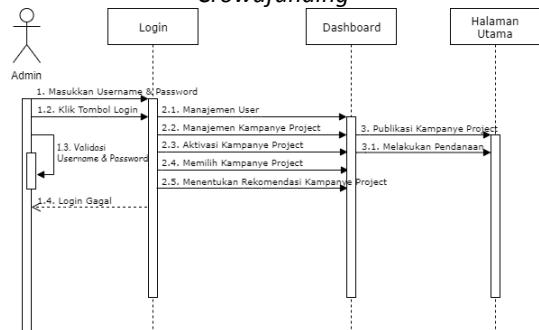 Crowdfunding
Login
Dashboard
Halaman
Utama
Admin
1. Masukkan Username & Password
1.2. Klik Tombol Login
2.1. Manajemen User
2.2. Manajemen Kampanye Project
3. Publikasi Kampanye Project
1.3. Validasi
Username & Password
2.3. Aktivasi Kampanye Project
3.1. Melakukan Pendanaan
2.4. Memilih Kampanye Project
2.5. Menentukan Rekomendasi Kampanye Project
1.4. Login Gagal